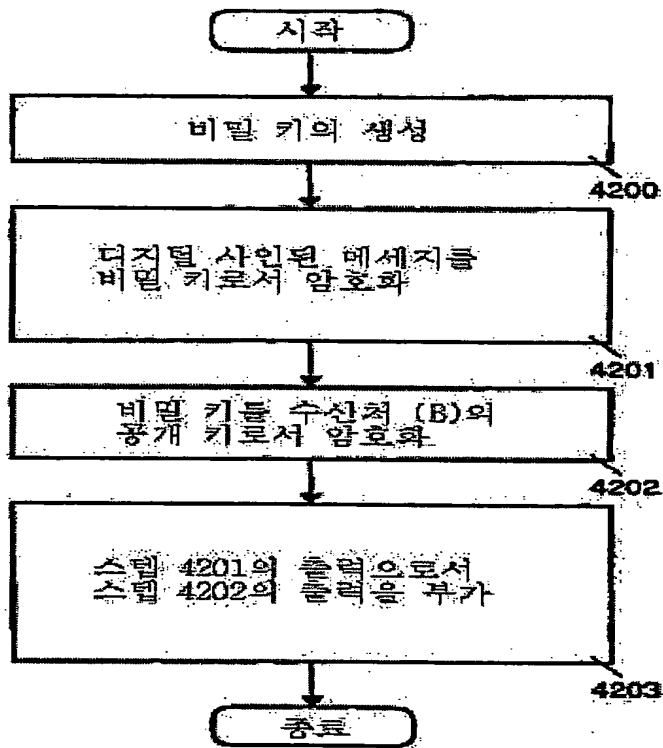 시작
비밀 키의 생성
4200
디지털 사인된 메세지를
비밀 키로서 암호화
4201
비밀 키를 수신처 (B)의
공개 키로서 암호화
4202
스텝 4201의 출력으로서
스텝 4202의 출력을 부가
4203
종료